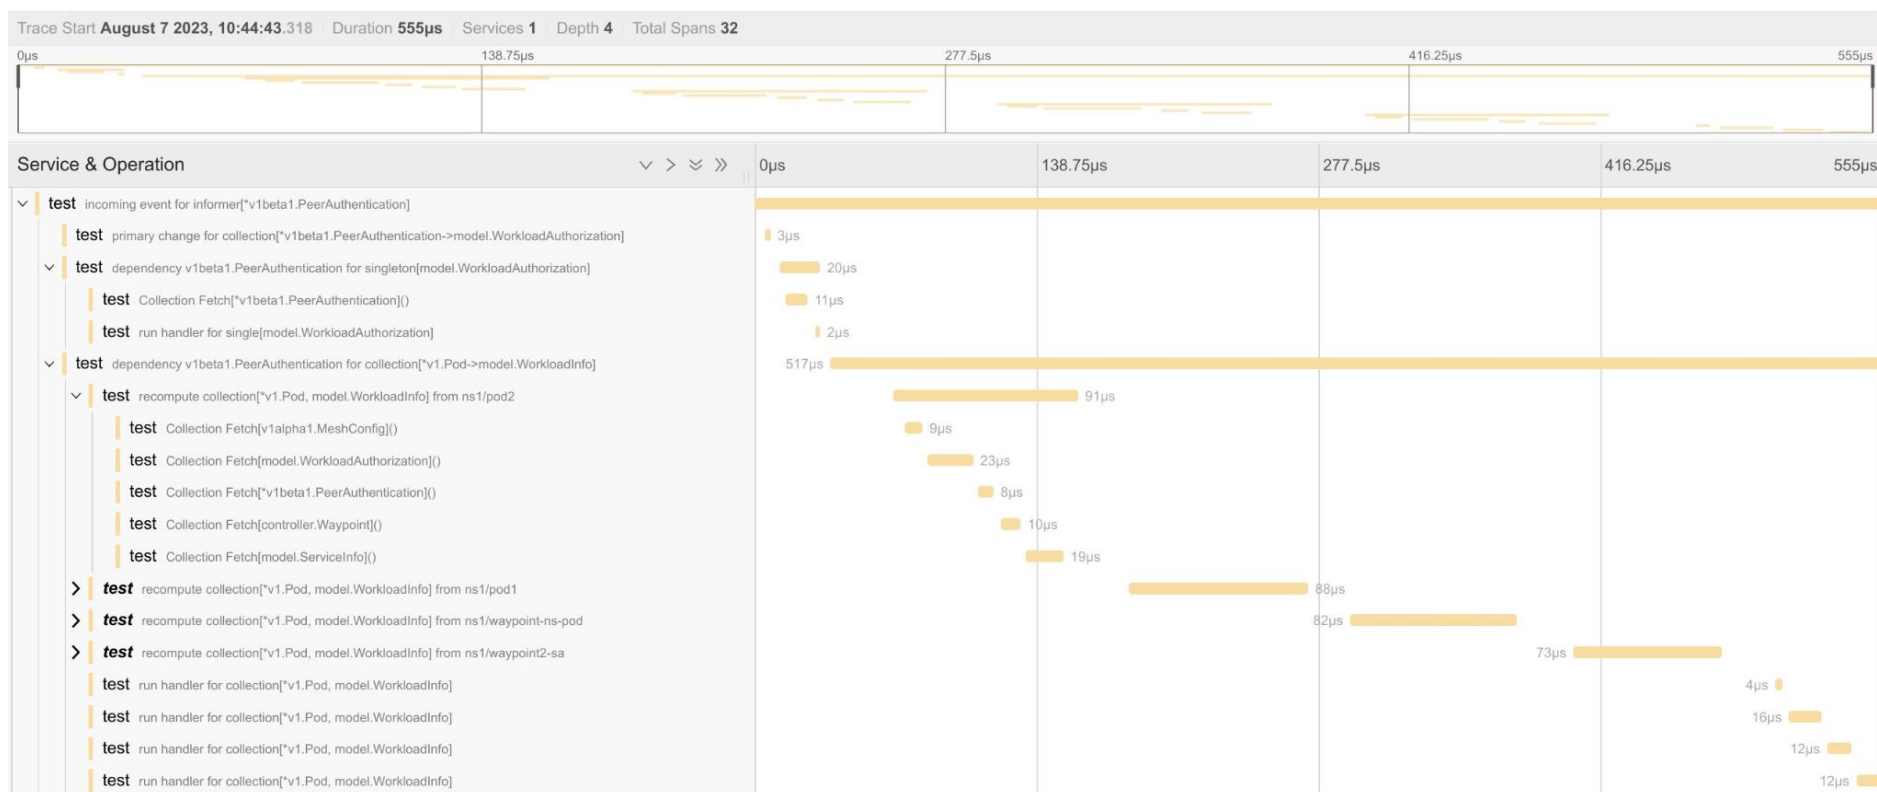 Trace Start August 7 2023, 10:44:43.318 Duration 555μs Services 1 Depth 4 Total Spans 32
0μs 138.75μs 277.5μs 416.25μs 555μs
Service & Operation 0μs 138.75μs 277.5μs 416.25μs 555μs
test incoming event for informer[*v1beta1.PeerAuthentication]
test primary change for collection[*v1beta1.PeerAuthentication->model.WorkloadAuthorization] 3μs
test dependency v1beta1.PeerAuthentication for singleton[model.WorkloadAuthorization] 20μs
test Collection Fetch[*v1beta1.PeerAuthentication]() 11μs
test run handler for single[model.WorkloadAuthorization] 2μs
test dependency v1beta1.PeerAuthentication for collection[*v1.Pod->model.WorkloadInfo] 517μs
test recompute collection[*v1.Pod, model.WorkloadInfo] from ns1/pod2 91μs
test Collection Fetch[v1alpha1.MeshConfig]() 9μs
test Collection Fetch[model.WorkloadAuthorization]() 23μs
test Collection Fetch[*v1beta1.PeerAuthentication]() 8μs
test Collection Fetch[controller.Waypoint]() 10μs
test Collection Fetch[model.ServiceInfo]() 19μs
test recompute collection[*v1.Pod, model.WorkloadInfo] from ns1/pod1 88μs
test recompute collection[*v1.Pod, model.WorkloadInfo] from ns1/waypoint-ns-pod 82μs
test recompute collection[*v1.Pod, model.WorkloadInfo] from ns1/waypoint2-sa 73μs
test run handler for collection[*v1.Pod, model.WorkloadInfo] 4μs
test run handler for collection[*v1.Pod, model.WorkloadInfo] 16μs
test run handler for collection[*v1.Pod, model.WorkloadInfo] 12μs
test run handler for collection[*v1.Pod, model.WorkloadInfo] 12μs